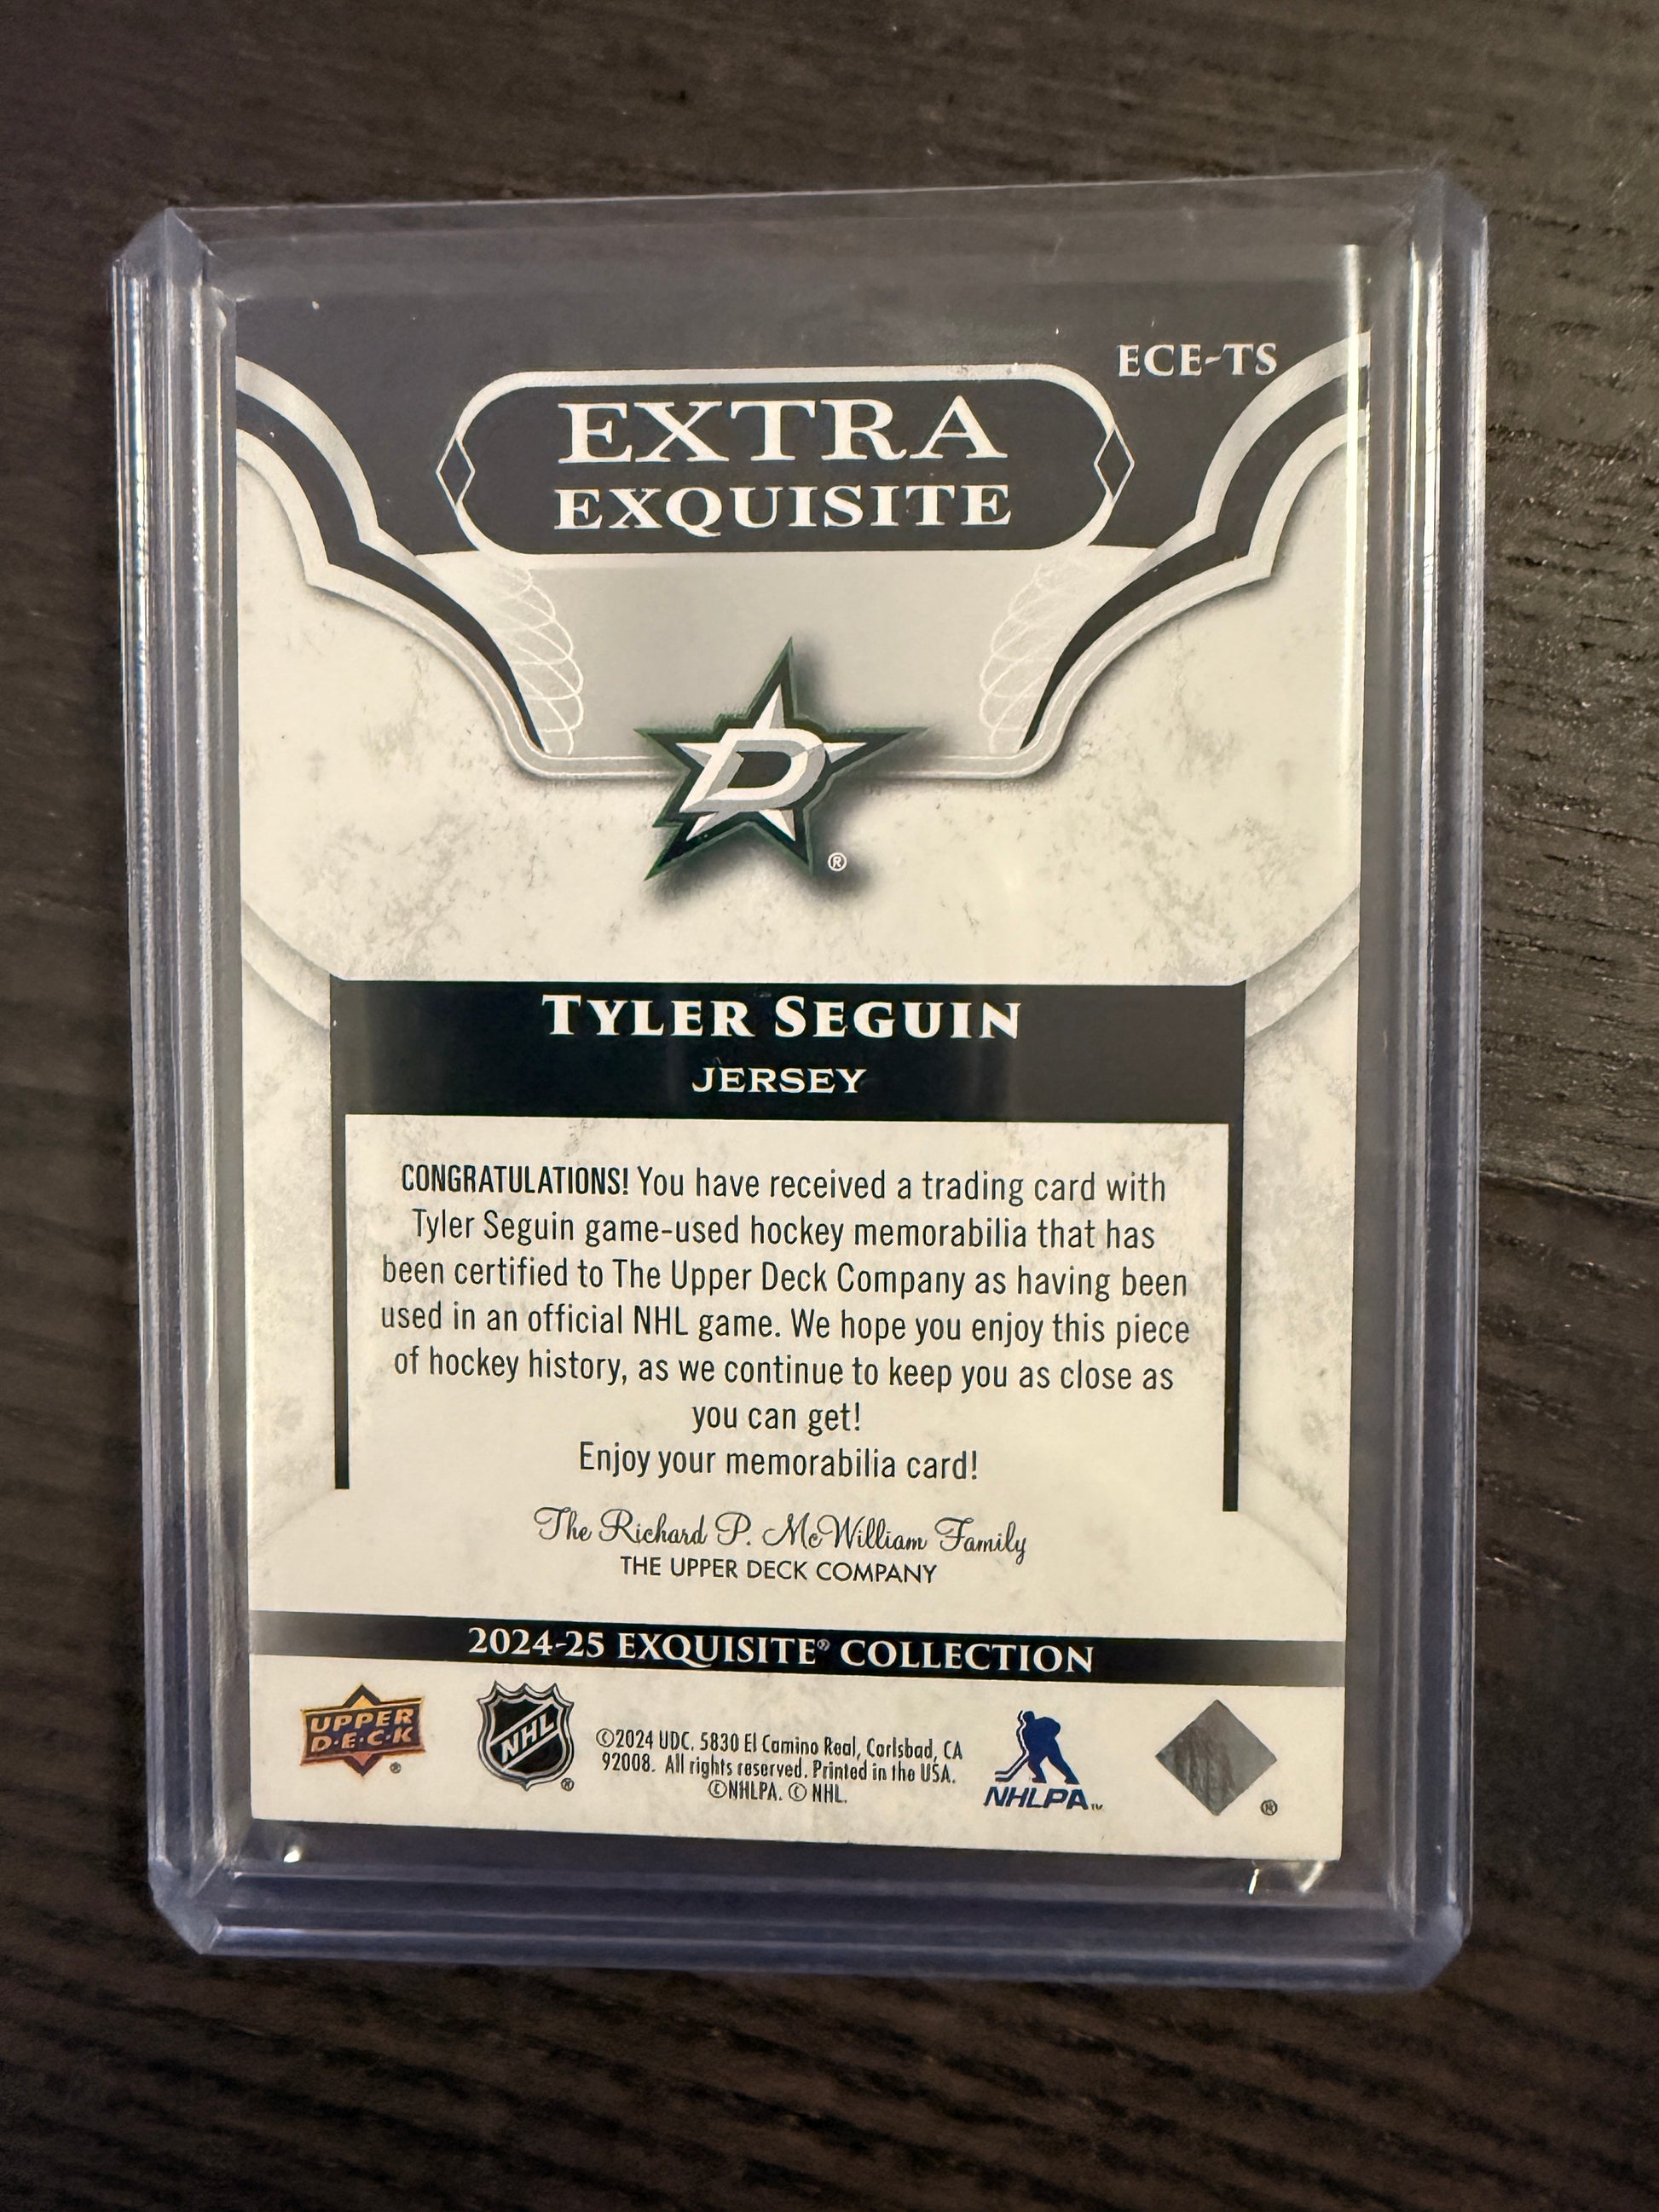 ECE-TS
EXTRA
EXQUISITE
D
®
TYLER SEGUIN
JERSEY
CONGRATULATIONS! You have received a trading card with
Tyler Seguin game-used hockey memorabilia that has
been certified to The Upper Deck Company as having been
used in an official NHL game. We hope you enjoy this piece
of hockey history, as we continue to keep you as close as
you can get!
Enjoy your memorabilia card!
The Richard P. McWilliam Family
THE UPPER DECK COMPANY
2024-25 EXQUISITE® COLLECTION
UPPER
D·E·C·K
®
NHL
®
©2024 UDC. 5830 El Camino Real, Carlsbad, CA
92008. All rights reserved. Printed in the USA.
©NHLPA. © NHL.
NHLPA™
®